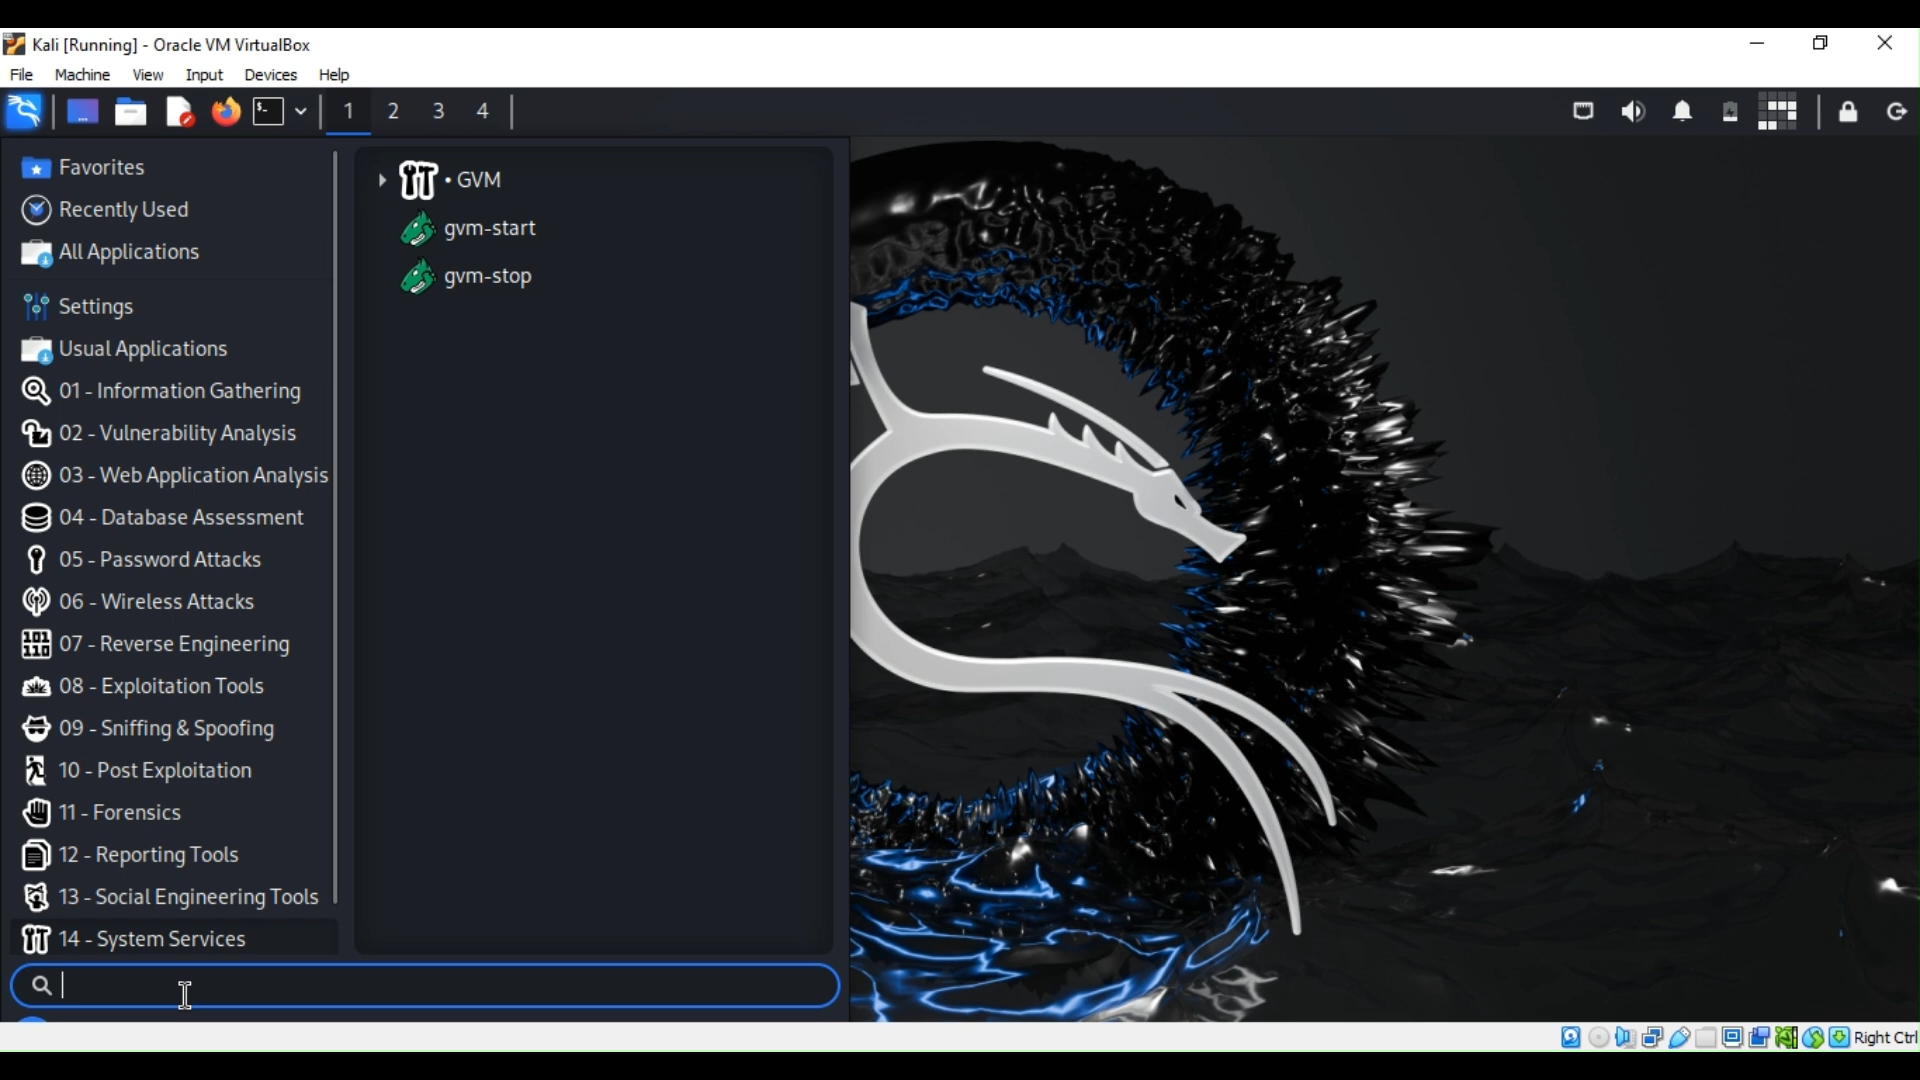 Kali [Running] - Oracle VM VirtualBox
File Machine View Input Devices Help
1 2 3 4
Favorites
Recently Used
All Applications
Settings
Usual Applications
01 - Information Gathering
02 - Vulnerability Analysis
03 - Web Application Analysis
04 - Database Assessment
05 - Password Attacks
06 - Wireless Attacks
07 - Reverse Engineering
08 - Exploitation Tools
09 - Sniffing & Spoofing
10 - Post Exploitation
11 - Forensics
12 - Reporting Tools
13 - Social Engineering Tools
14 - System Services
• GVM
gvm-start
gvm-stop
Right Ctrl